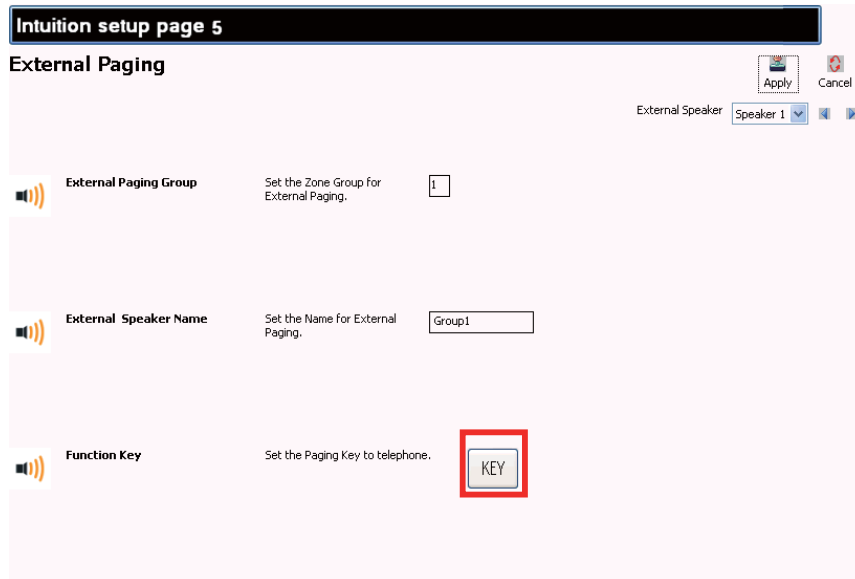 Intuition setup page 5
External Paging
Apply
Cancel
External Speaker
Speaker 1
External Paging Group
Set the Zone Group for
External Paging.
1
External  Speaker Name
Set the Name for External
Paging.
Group1
Function Key
Set the Paging Key to telephone.
KEY